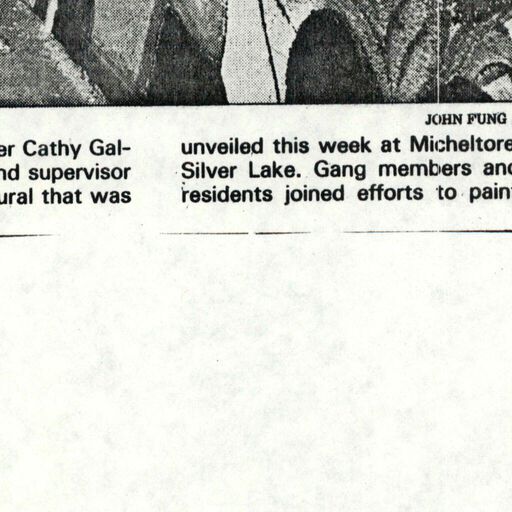 JOHN FUNG
er Cathy Gal-
nd supervisor
ural that was
unveiled this week at Micheltore
Silver Lake. Gang members and
residents joined efforts to pain